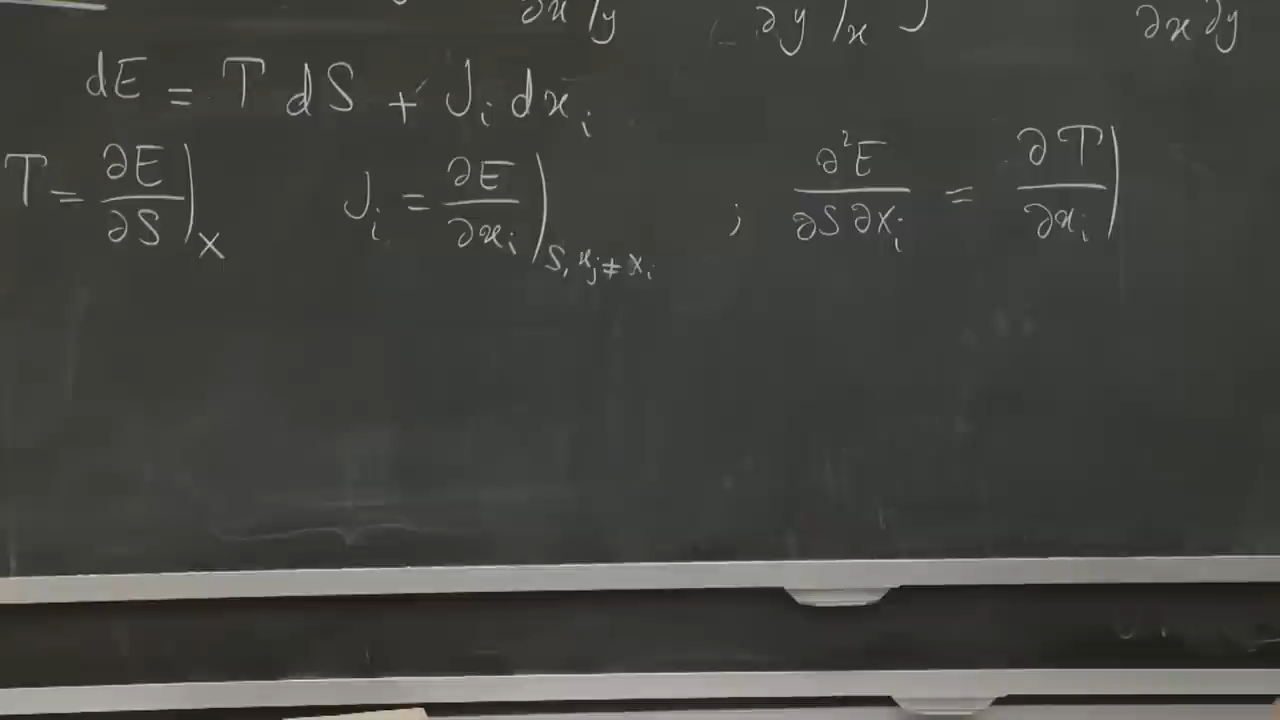 ∂x|y ∂y|x ) ∂x∂y
dE = T dS + J_i dx_i
T = ∂E/∂S|_x J_i = ∂E/∂x_i|_{S, x_j ≠ x_i} ; ∂²E/∂S∂x_i = ∂T/∂x_i|